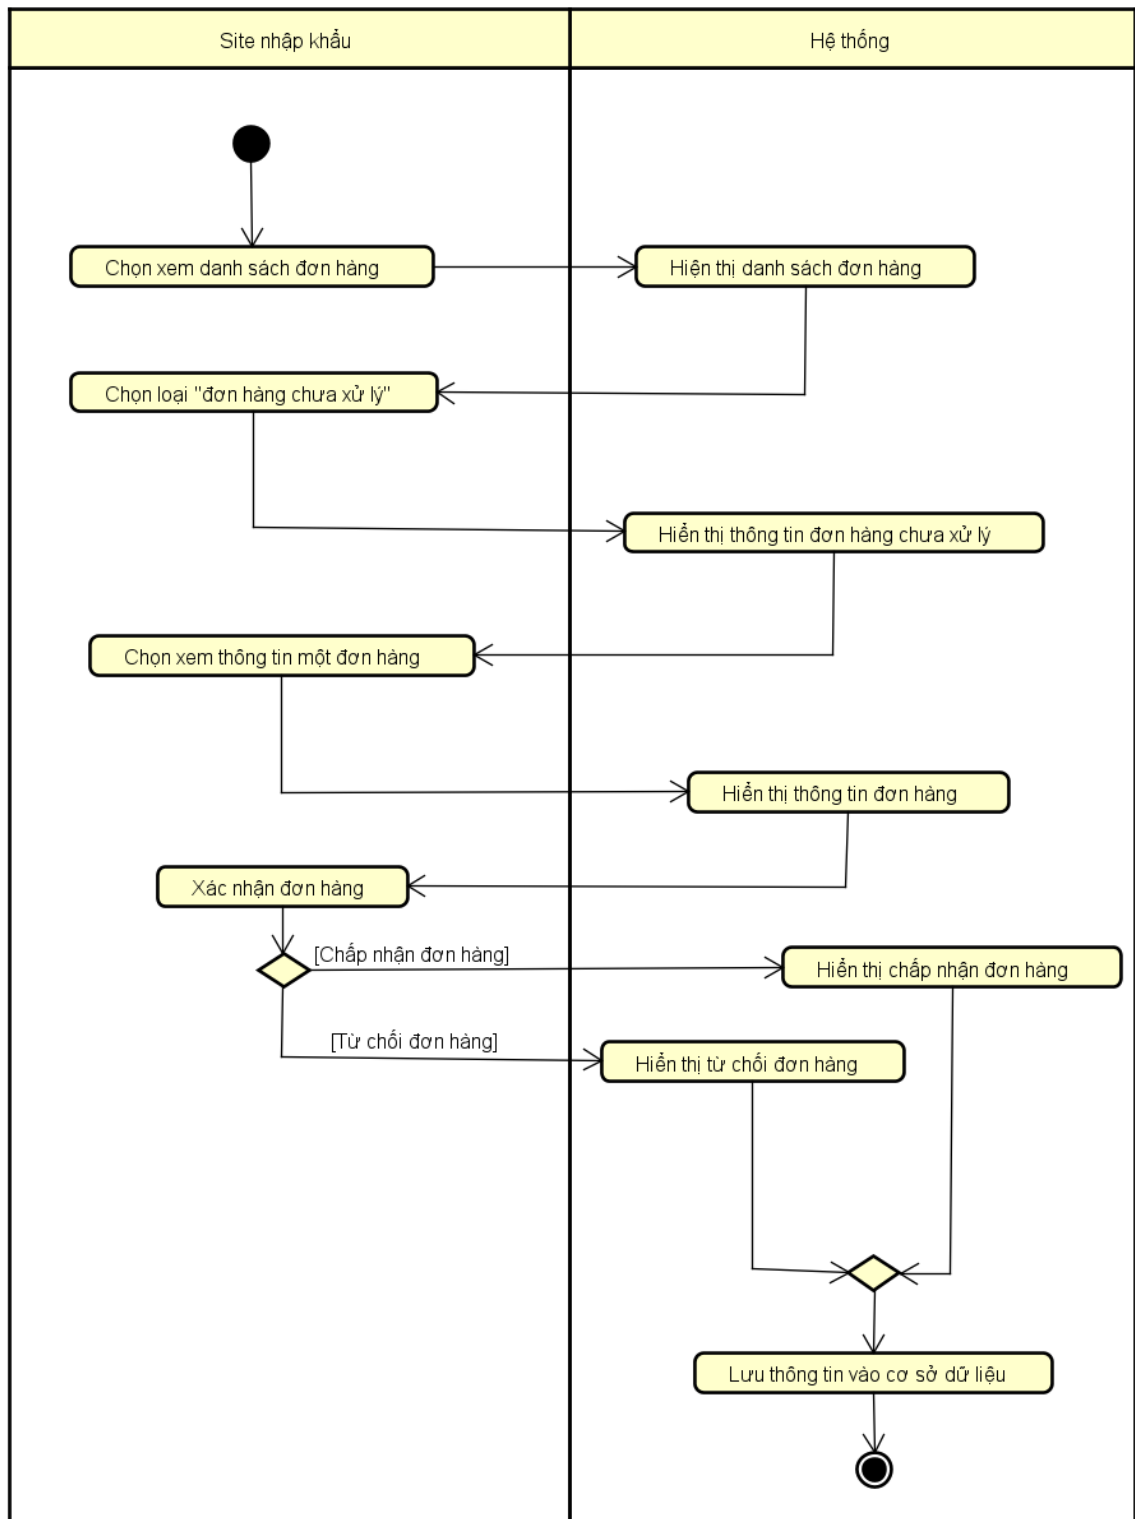 Site nhập khẩu
Hệ thống
Chọn xem danh sách đơn hàng
Hiện thị danh sách đơn hàng
Chọn loại "đơn hàng chưa xử lý"
Hiển thị thông tin đơn hàng chưa xử lý
Chọn xem thông tin một đơn hàng
Hiển thị thông tin đơn hàng
Xác nhận đơn hàng
[Chấp nhận đơn hàng]
Hiển thị chấp nhận đơn hàng
[Từ chối đơn hàng]
Hiển thị từ chối đơn hàng
Lưu thông tin vào cơ sở dữ liệu